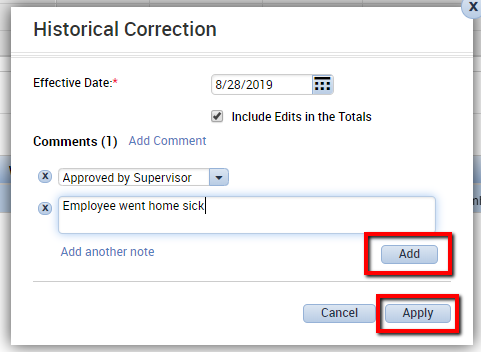 X
Historical Correction
Effective Date:* 8/28/2019
Include Edits in the Totals
Comments (1) Add Comment
x Approved by Supervisor
x Employee went home sick
Add another note
Add
Cancel Apply